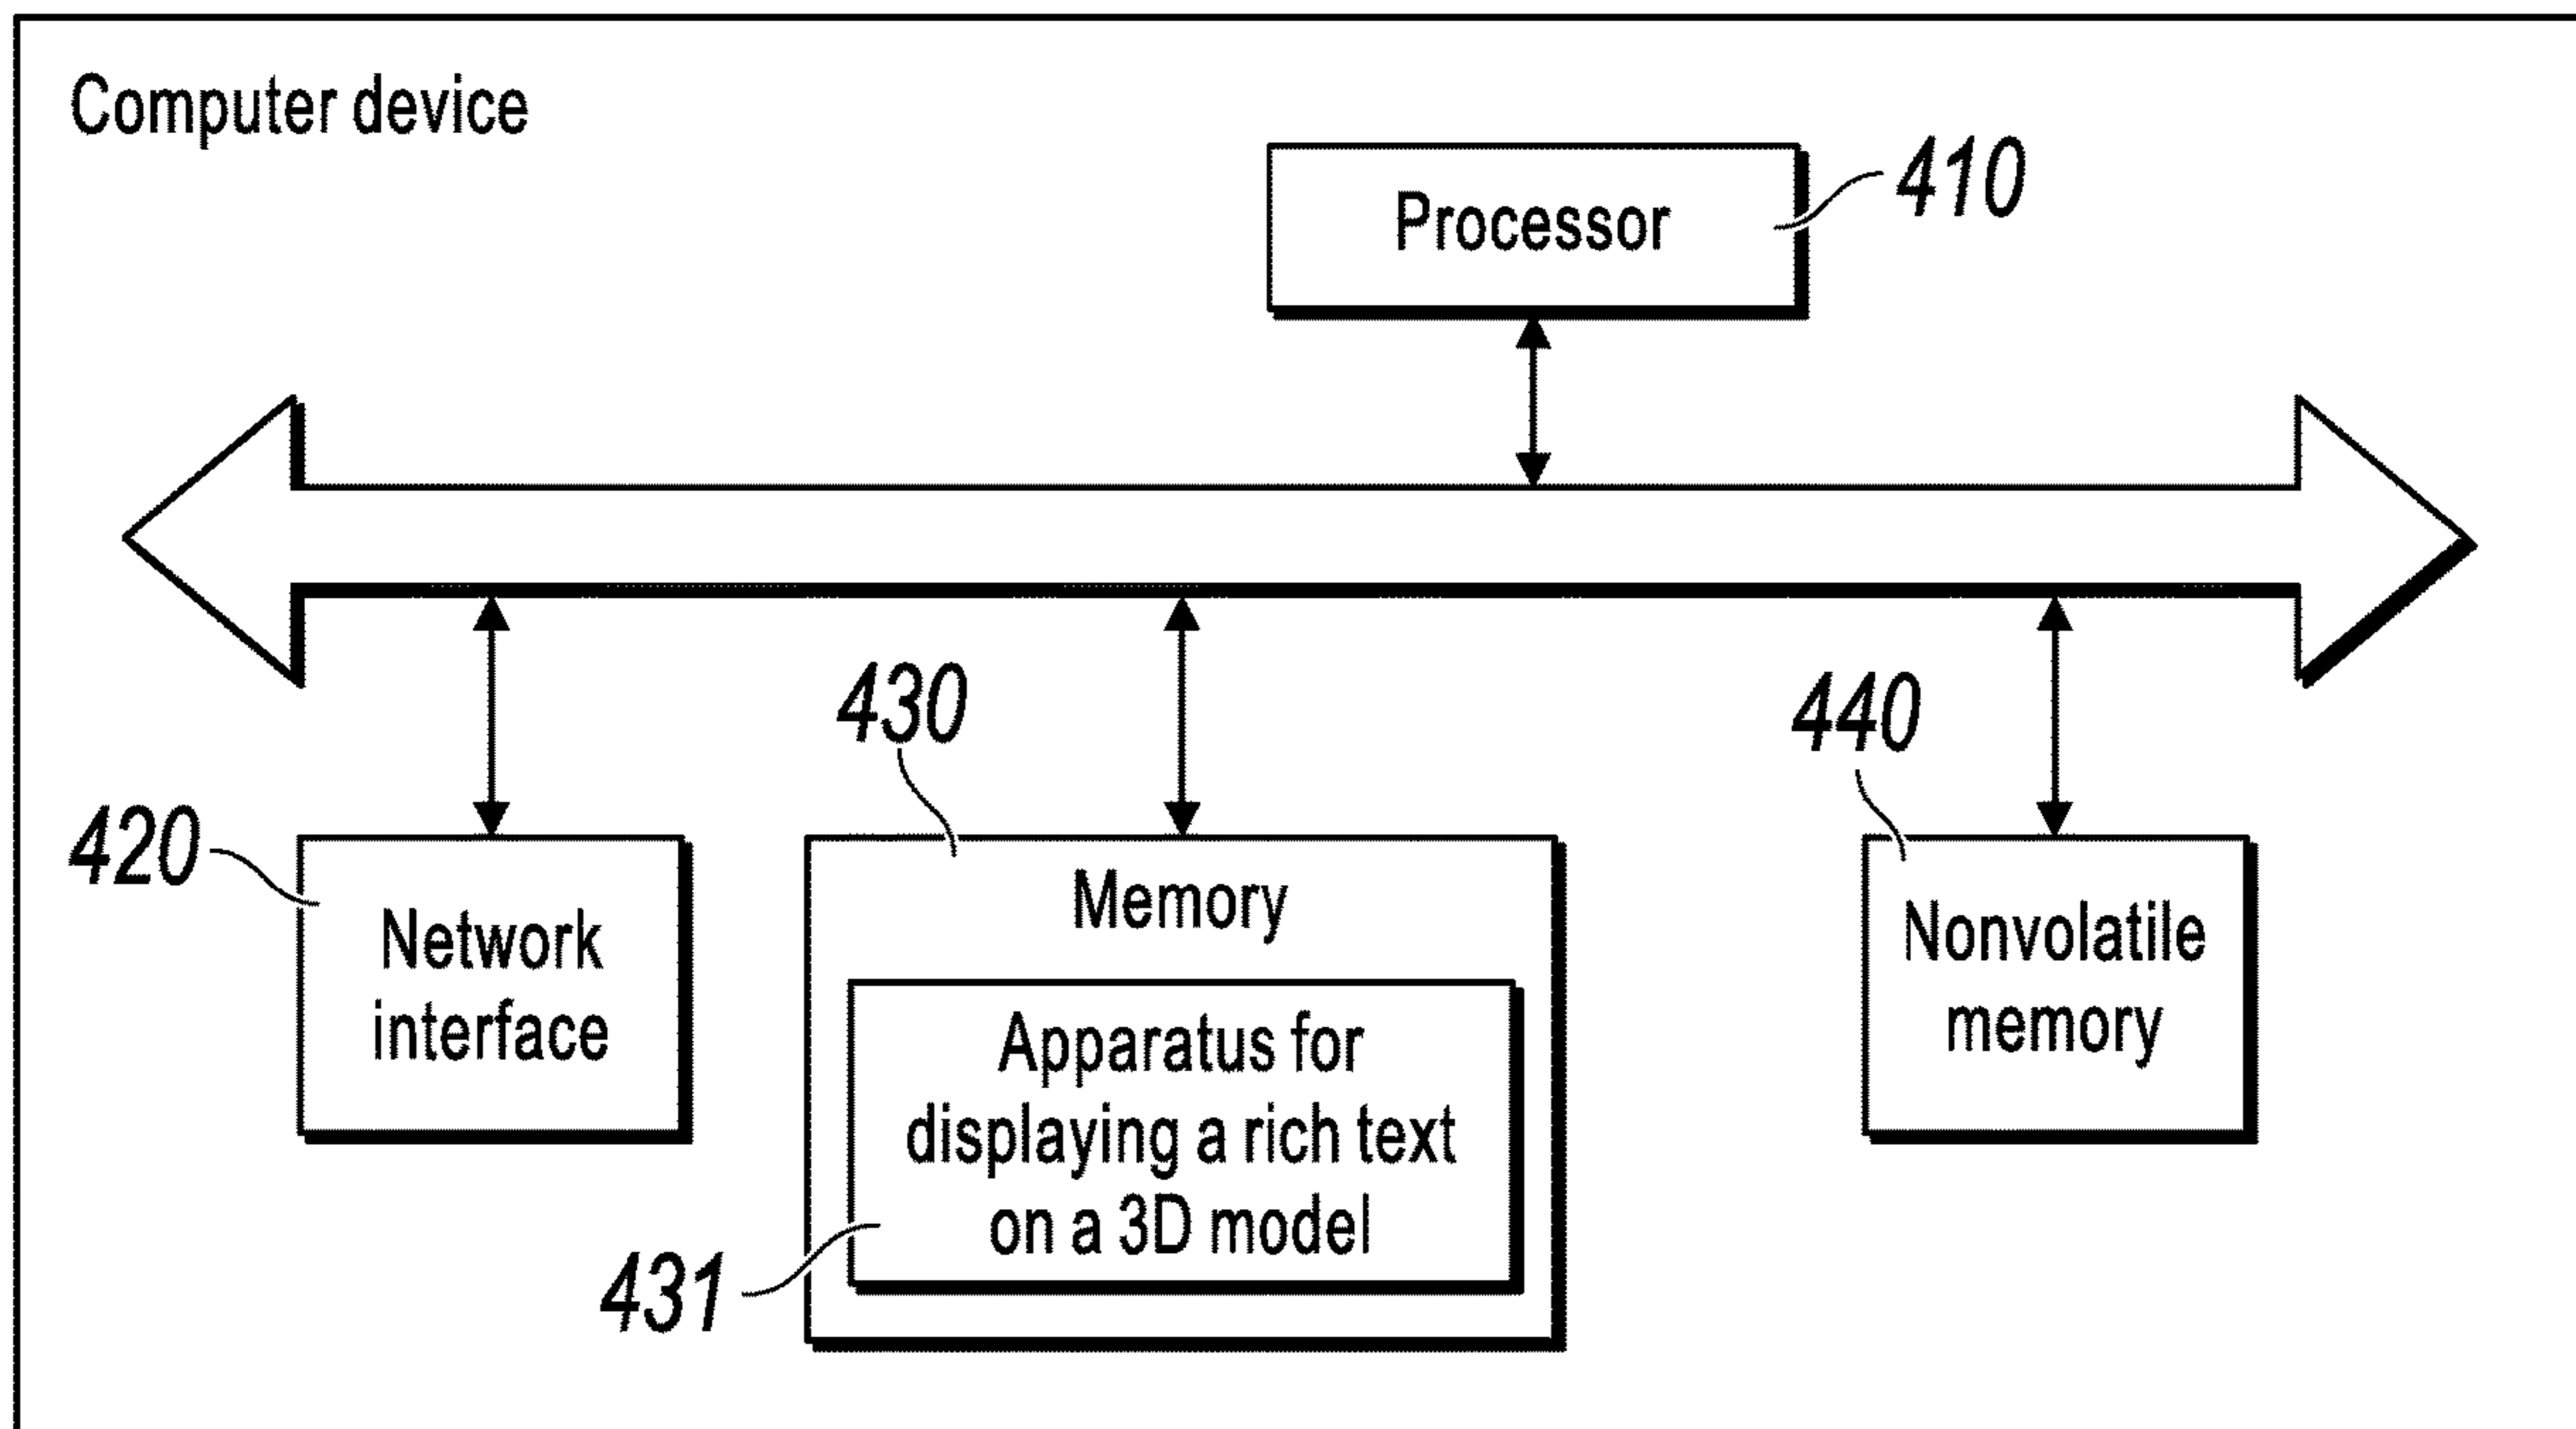 Computer device
Processor
410
430
440
420
Network
interface
Memory
Nonvolatile
memory
Apparatus for
displaying a rich text
on a 3D model
431